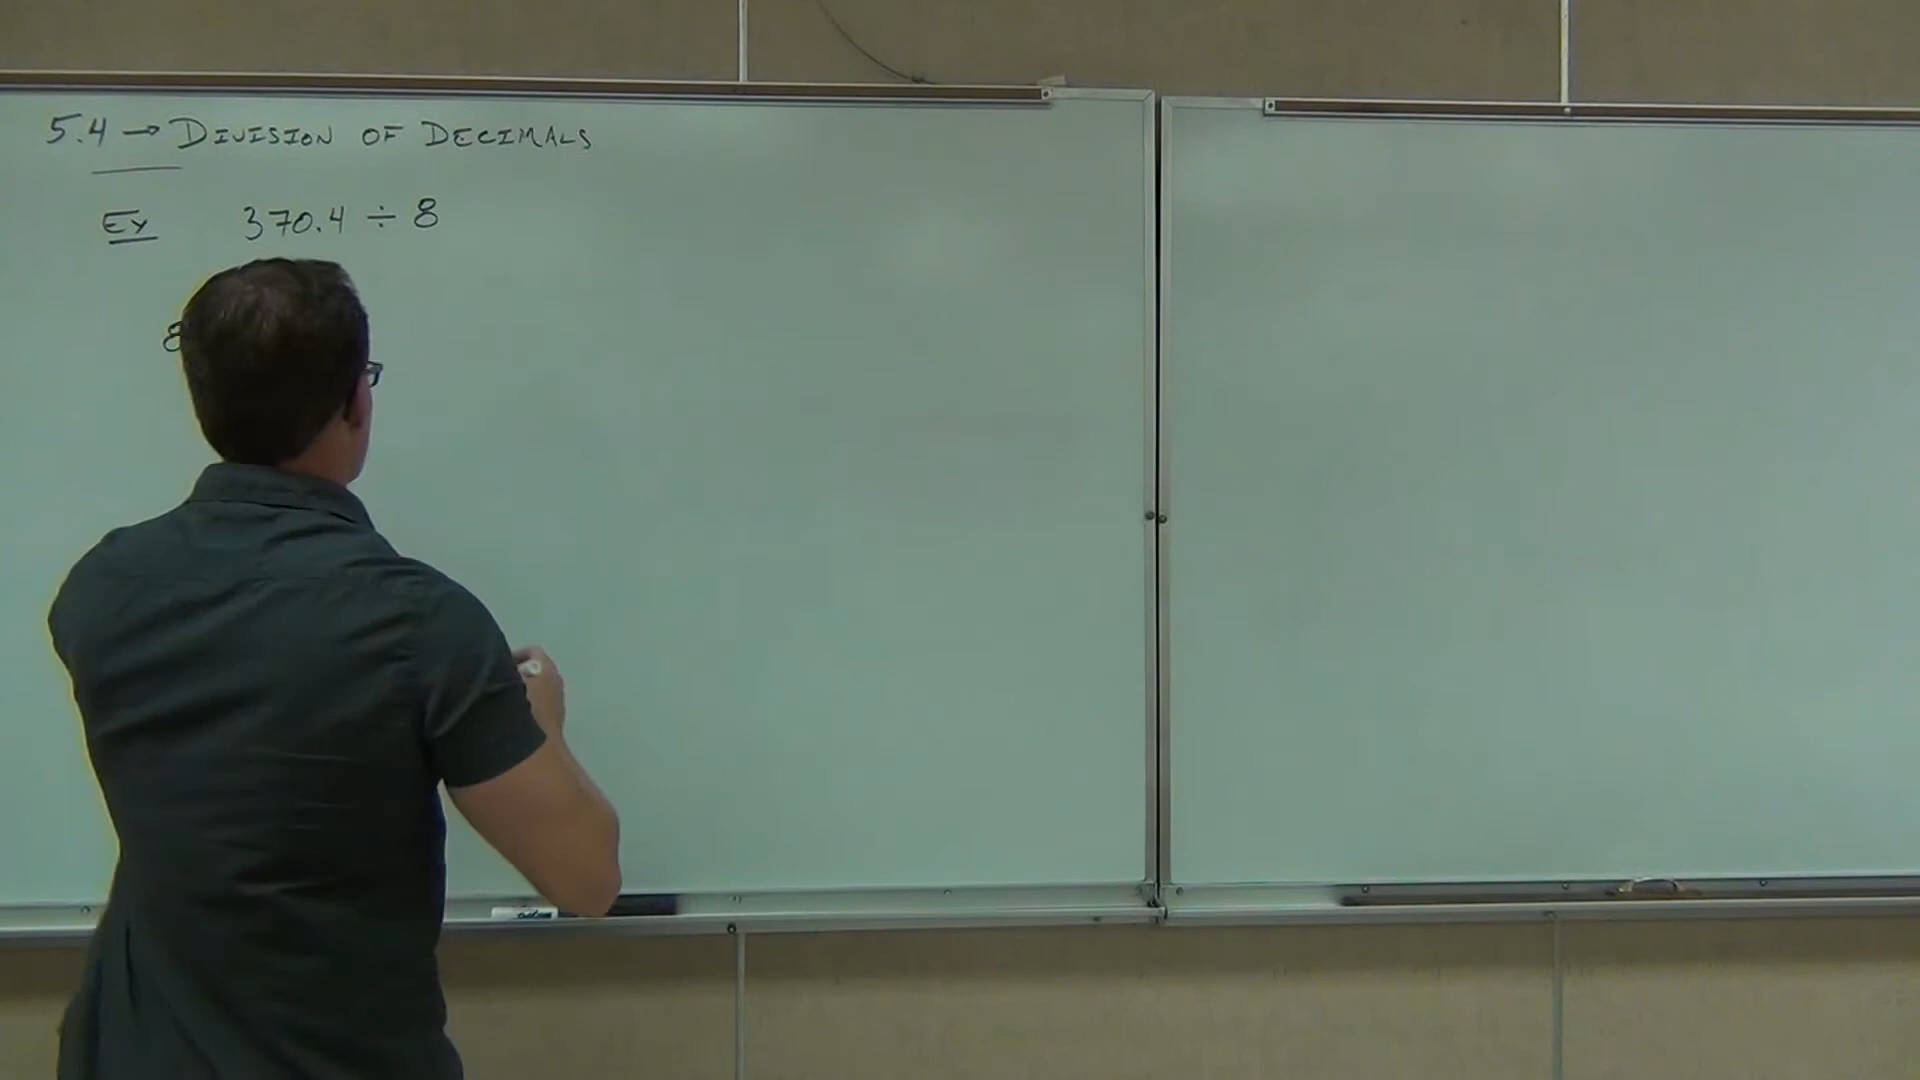 5.4 → DIVISION OF DECIMALS
Ex 370.4 ÷ 8
8